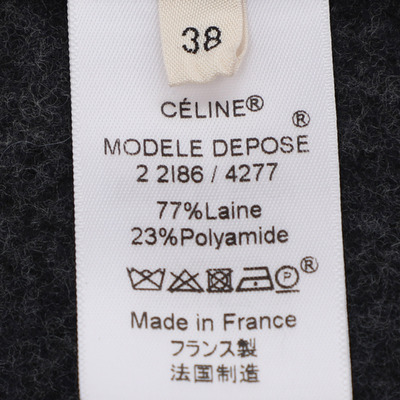 38
CÉLINE®
MODELE DEPOSE®
2 2186 / 4277
77%Laine
23%Polyamide
P®
Made in France
フランス製
法国制造